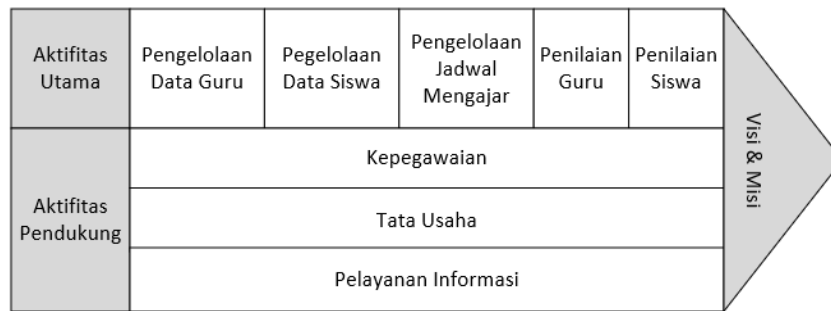 Aktifitas
Utama
Pengelolaan
Data Guru
Pegelolaan
Data Siswa
Pengelolaan
Jadwal
Mengajar
Penilaian
Guru
Penilaian
Siswa
Visi & Misi
Aktifitas
Pendukung
Kepegawaian
Tata Usaha
Pelayanan Informasi